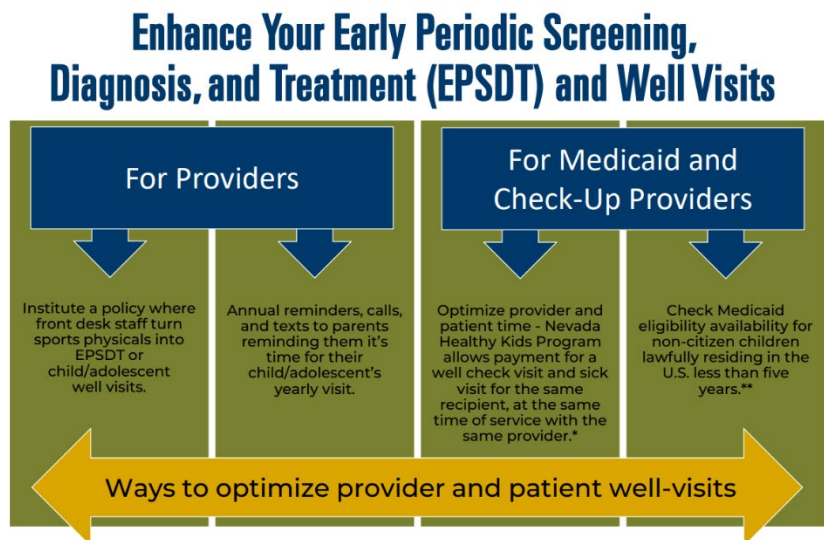 Enhance Your Early Periodic Screening,
Diagnosis, and Treatment (EPSDT) and Well Visits
For Providers
For Medicaid and
Check-Up Providers
Institute a policy where
front desk staff turn
sports physicals into
EPSDT or
child/adolescent
well visits.
Annual reminders, calls,
and texts to parents
reminding them it's
time for their
child/adolescent's
yearly visit.
Optimize provider and
patient time - Nevada
Healthy Kids Program
allows payment for a
well check visit and sick
visit for the same
recipient, at the same
time of service with the
same provider.*
Check Medicaid
eligibility availability for
non-citizen children
lawfully residing in the
U.S. less than five
years.**
Ways to optimize provider and patient well-visits